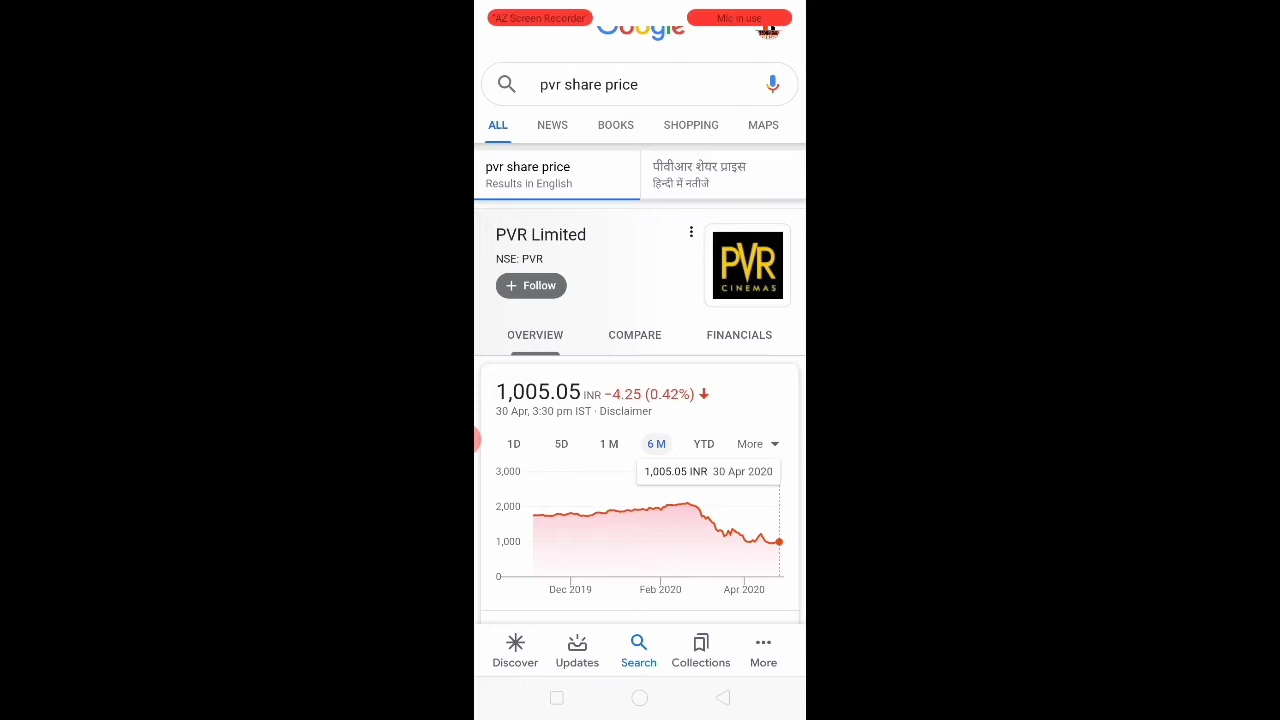 "AZ Screen Recorder"
Mic in use
Google
pvr share price
ALL NEWS BOOKS SHOPPING MAPS
pvr share price
Results in English
पीवीआर शेयर प्राइस
हिन्दी में नतीजे
PVR Limited
NSE: PVR
+ Follow
PVR
CINEMAS
OVERVIEW COMPARE FINANCIALS
1,005.05 INR −4.25 (0.42%)
30 Apr, 3:30 pm IST · Disclaimer
1D 5D 1 M 6 M YTD More
1,005.05 INR 30 Apr 2020
3,000
2,000
1,000
0
Dec 2019 Feb 2020 Apr 2020
Discover Updates Search Collections More